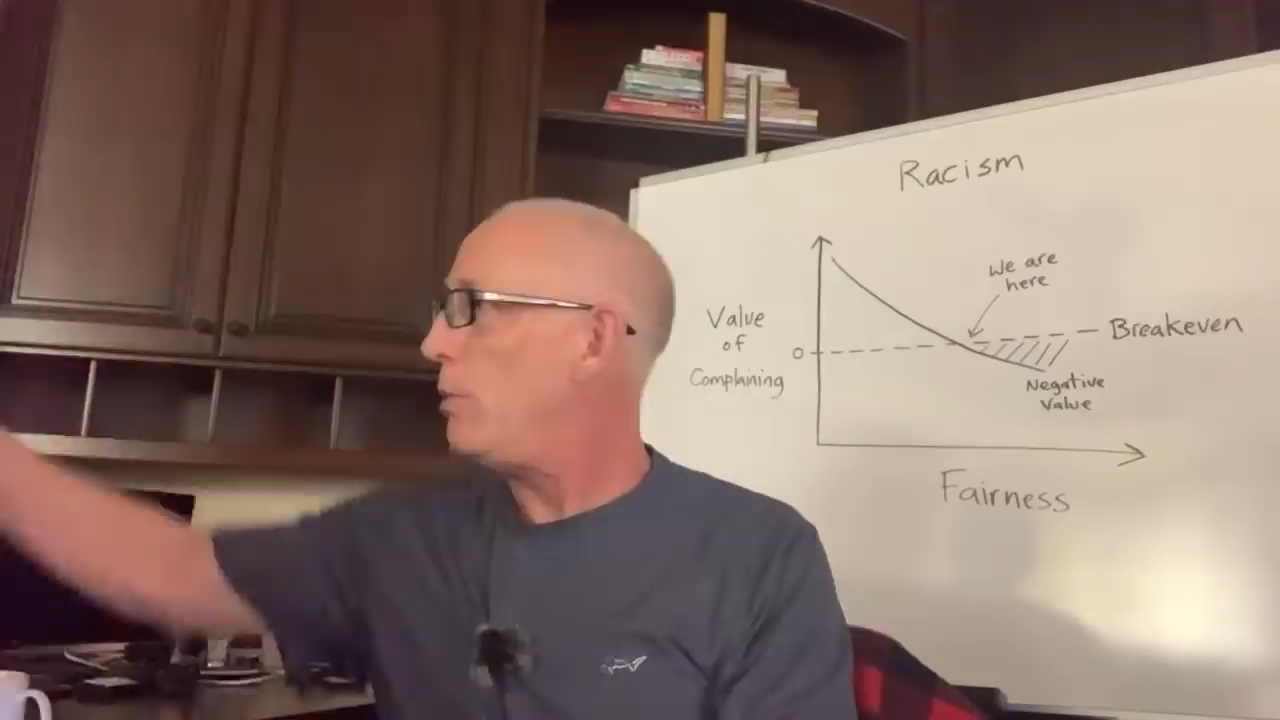 Racism
We are
here
Value
of
Complaining
0
Breakeven
Negative
Value
Fairness